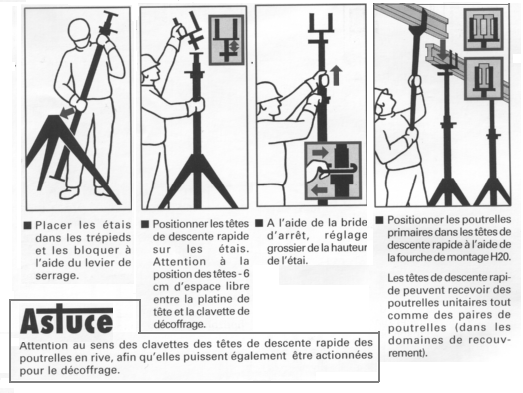 ■ Placer les étais
dans les trépieds
et les bloquer à
l'aide du levier de
serrage.
■ Positionner les têtes
de descente rapide
sur les étais.
Attention à la
position des têtes - 6
cm d'espace libre
entre la platine de
tête et la clavette de
décoffrage.
■ A l'aide de la bride
d'arrêt, réglage
grossier de la hauteur
de l'étai.
■ Positionner les poutrelles
primaires dans les têtes de
descente rapide à l'aide de
la fourche de montage H20.
Les têtes de descente rapi-
de peuvent recevoir des
poutrelles unitaires tout
comme des paires de
poutrelles (dans les
domaines de recouv-
rement).
Astuce
Attention au sens des clavettes des têtes de descente rapide des
poutrelles en rive, afin qu'elles puissent également être actionnées
pour le décoffrage.